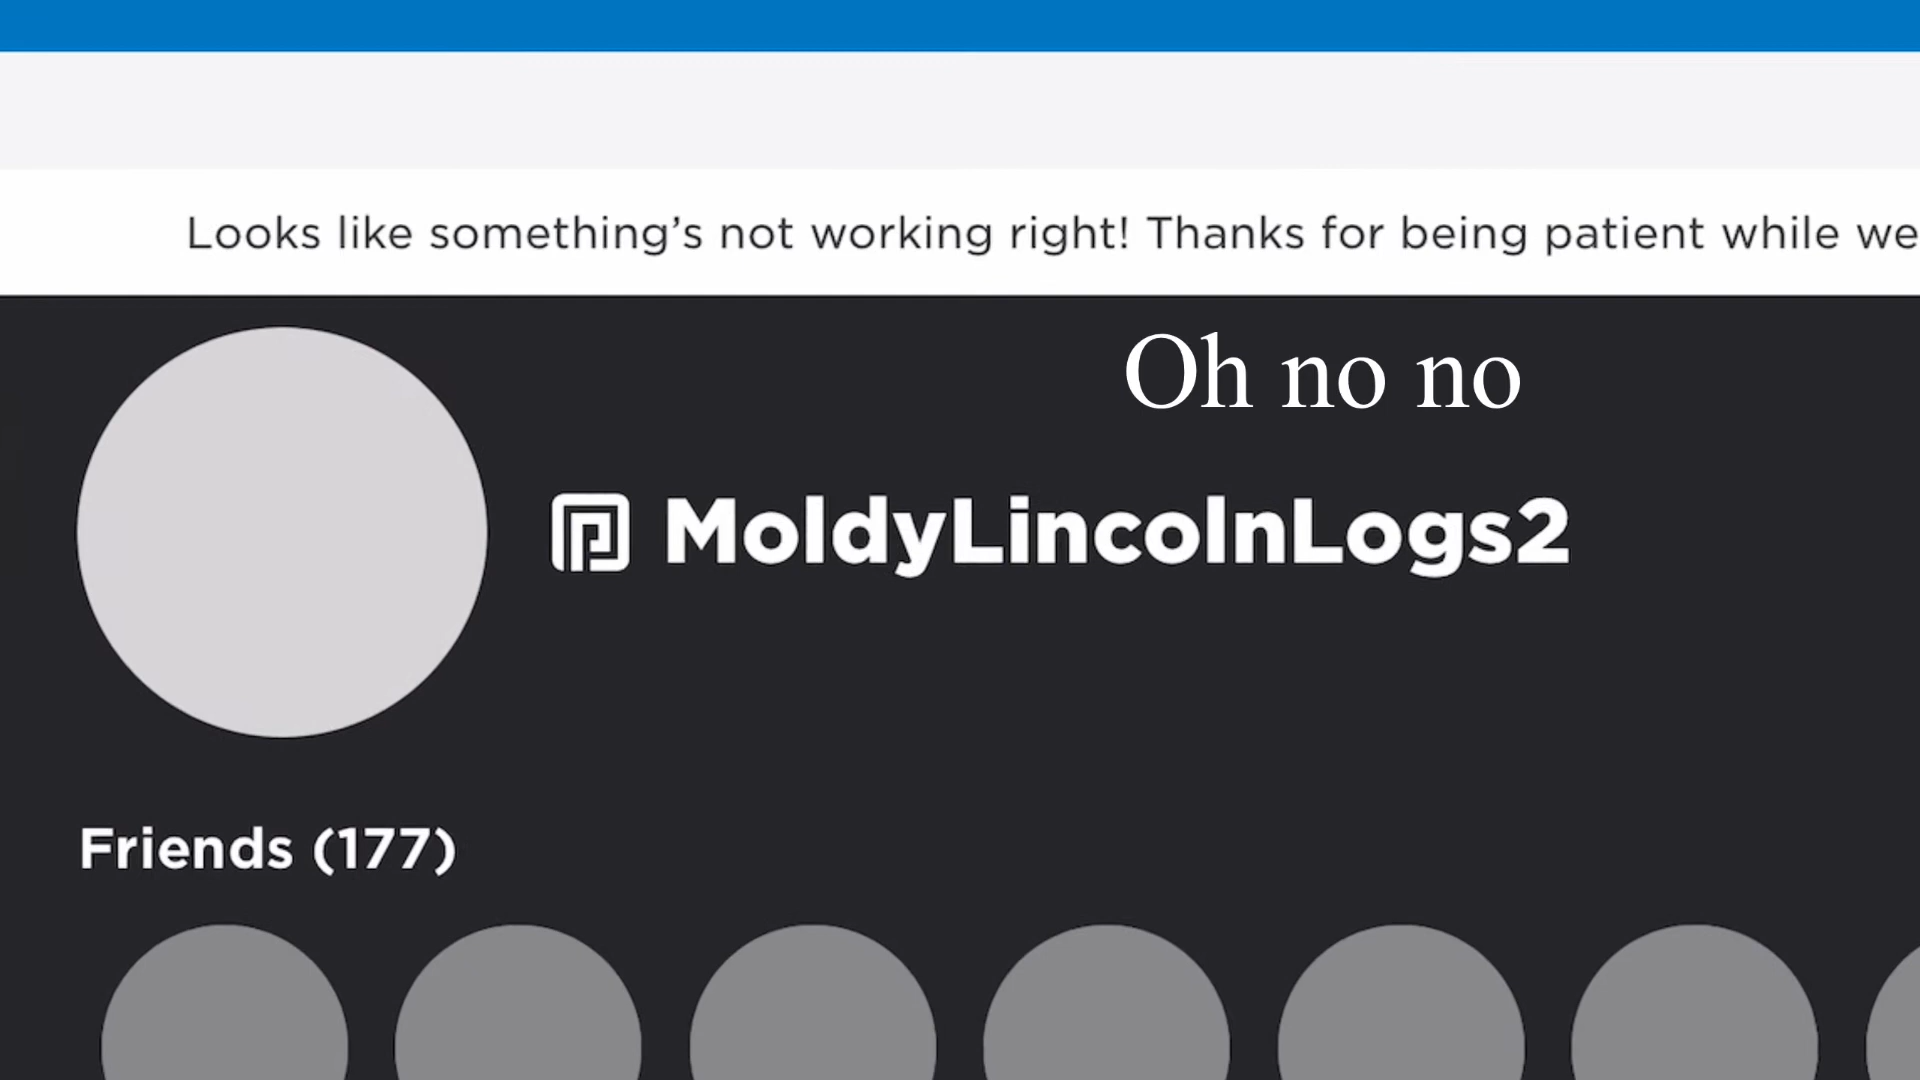 Looks like something’s not working right! Thanks for being patient while we
Oh no no
MoldyLincolnLogs2
Friends (177)